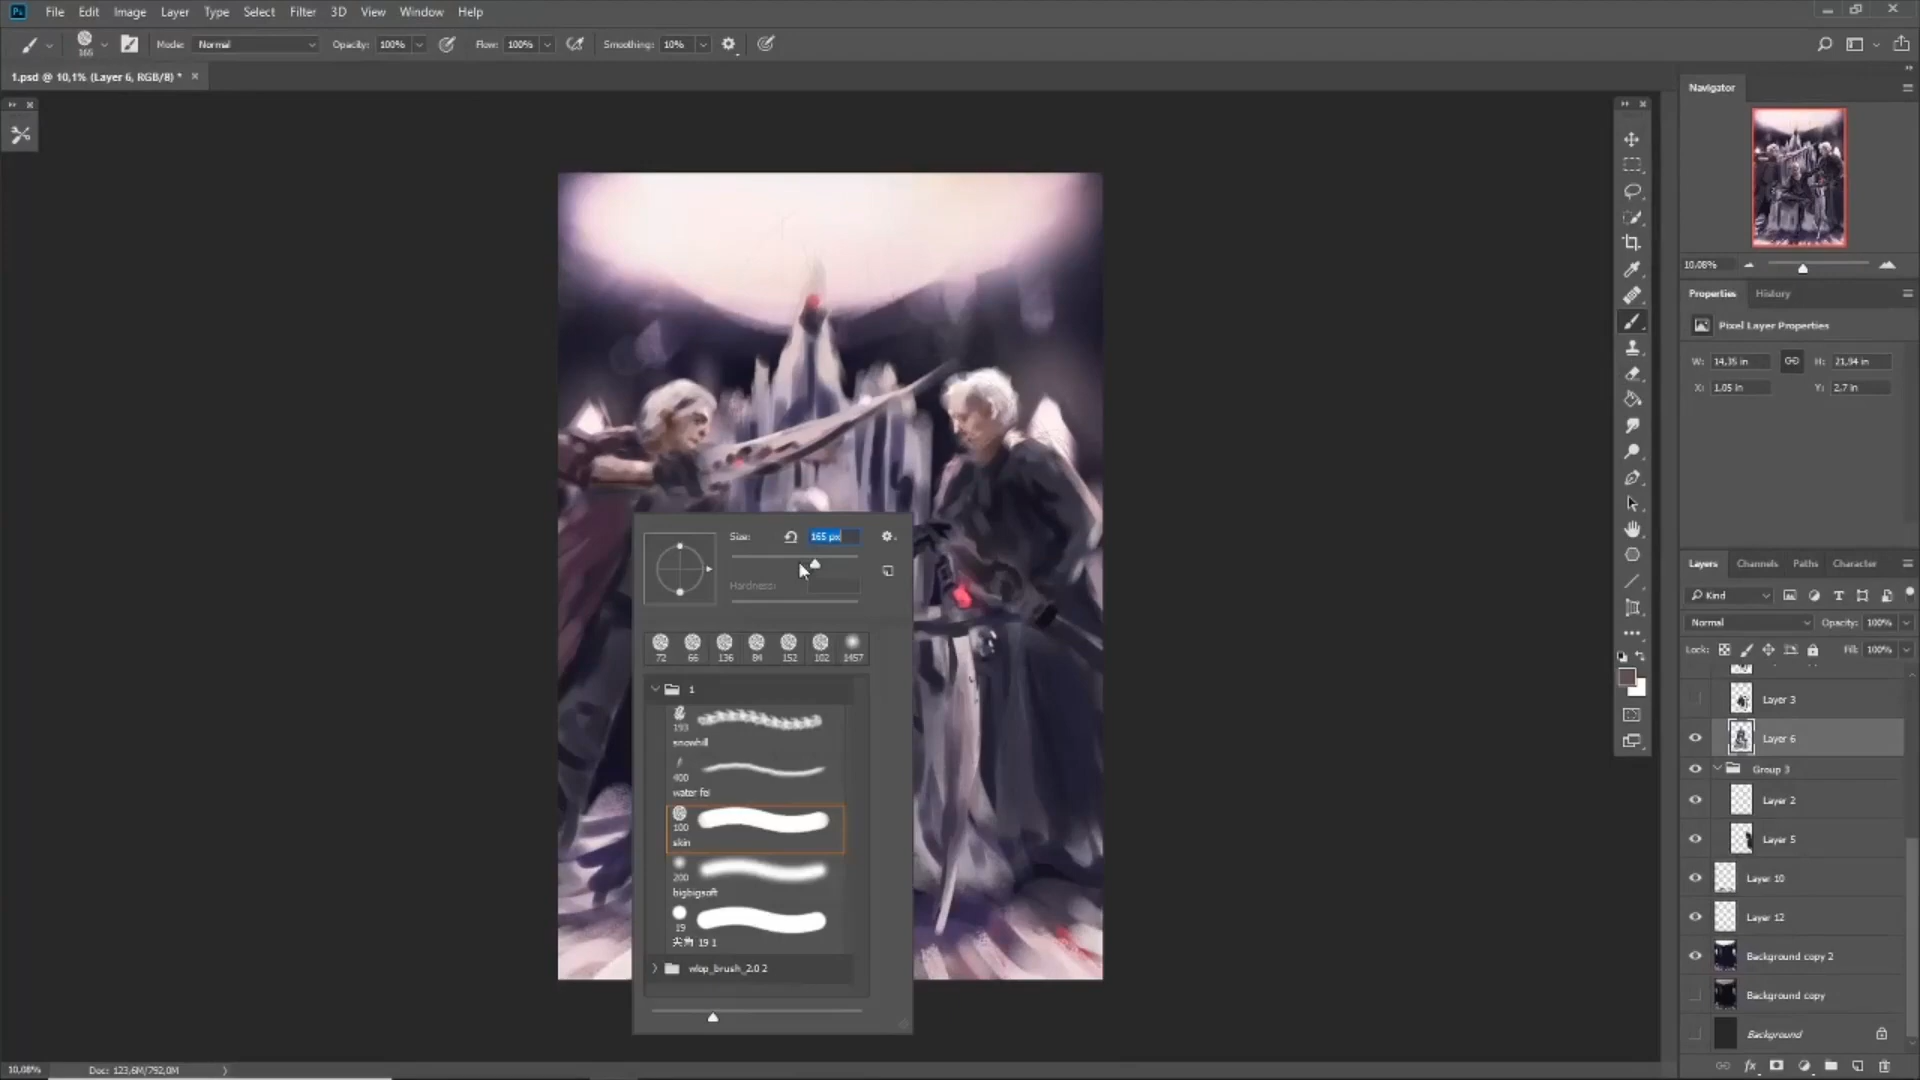 File Edit Image Layer Type Select Filter 3D View Window Help
165
Mode: Normal Opacity: 100% Flow: 100% Smoothing: 10%
1.psd @ 10,1% (Layer 6, RGB/8) *
Navigator
10.08%
Properties History
Pixel Layer Properties
W: 14,35 in H: 21,94 in
X: 1.05 in Y: 2.7 in
Size: 165 px
Hardness:
72 66 136 84 152 102 1457
1
193
snowhill
400
water fei
100
skin
200
bigbigsoft
19
尖角 19 1
wlop_brush_2.0 2
Layers Channels Paths Character
Kind
Normal Opacity: 100%
Lock: Fill: 100%
Layer 3
Layer 6
Group 3
Layer 2
Layer 5
Layer 10
Layer 12
Background copy 2
Background copy
Background
10,08% Doc: 123,6M/792,0M